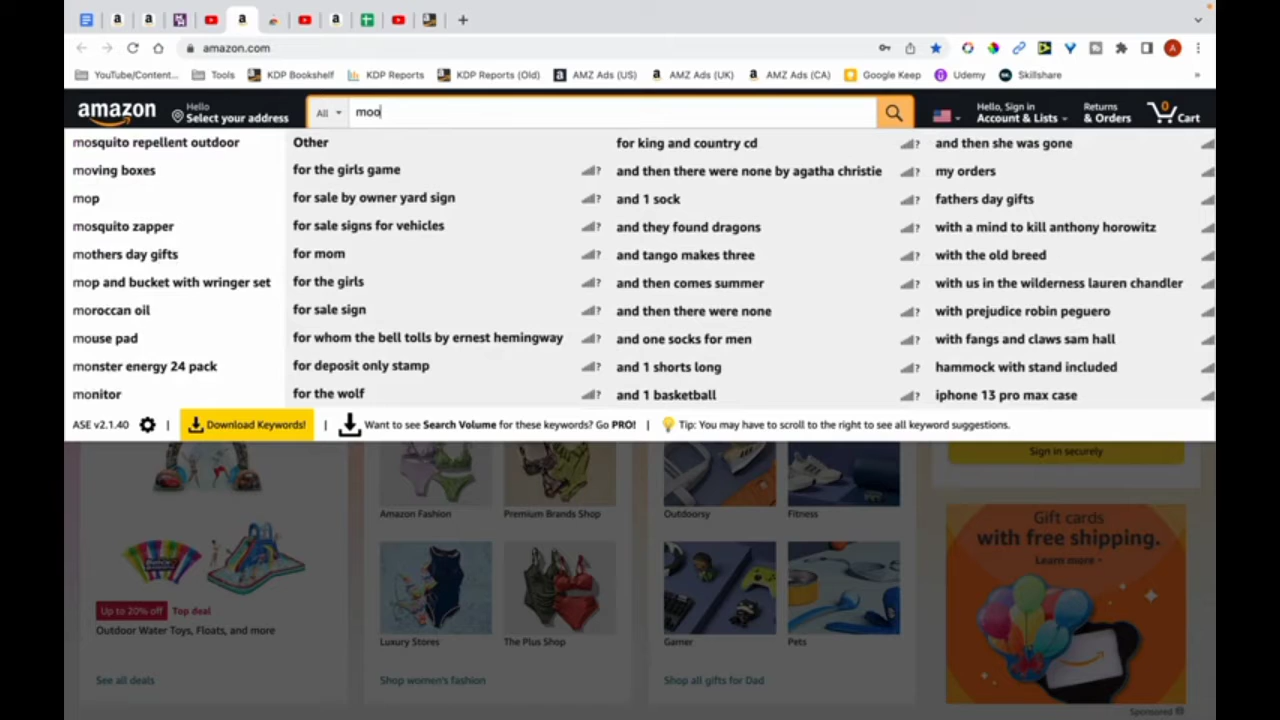 amazon.com
YouTube/Content...
Tools
KDP Bookshelf
KDP Reports
KDP Reports (Old)
AMZ Ads (US)
AMZ Ads (UK)
AMZ Ads (CA)
Google Keep
Udemy
Skillshare
»
amazon
Hello
Select your address
All
moo
Hello, Sign in
Account & Lists
Returns
& Orders
0
Cart
mosquito repellent outdoor
moving boxes
mop
mosquito zapper
mothers day gifts
mop and bucket with wringer set
moroccan oil
mouse pad
monster energy 24 pack
monitor
Other
for the girls game
for sale by owner yard sign
for sale signs for vehicles
for mom
for the girls
for sale sign
for whom the bell tolls by ernest hemingway
for deposit only stamp
for the wolf
for king and country cd
and then there were none by agatha christie
and 1 sock
and they found dragons
and tango makes three
and then comes summer
and then there were none
and one socks for men
and 1 shorts long
and 1 basketball
and then she was gone
my orders
fathers day gifts
with a mind to kill anthony horowitz
with the old breed
with us in the wilderness lauren chandler
with prejudice robin peguero
with fangs and claws sam hall
hammock with stand included
iphone 13 pro max case
ASE v2.1.40 | Download Keywords! | Want to see Search Volume for these keywords? Go PRO! | Tip: You may have to scroll to the right to see all keyword suggestions.
Up to 20% off Top deal
Outdoor Water Toys, Floats, and more
See all deals
Amazon Fashion
Premium Brands Shop
Luxury Stores
The Plus Shop
Shop women's fashion
Outdoorsy
Fitness
Gamer
Pets
Shop all gifts for Dad
Sign in securely
Gift cards
with free shipping.
Learn more
Sponsored